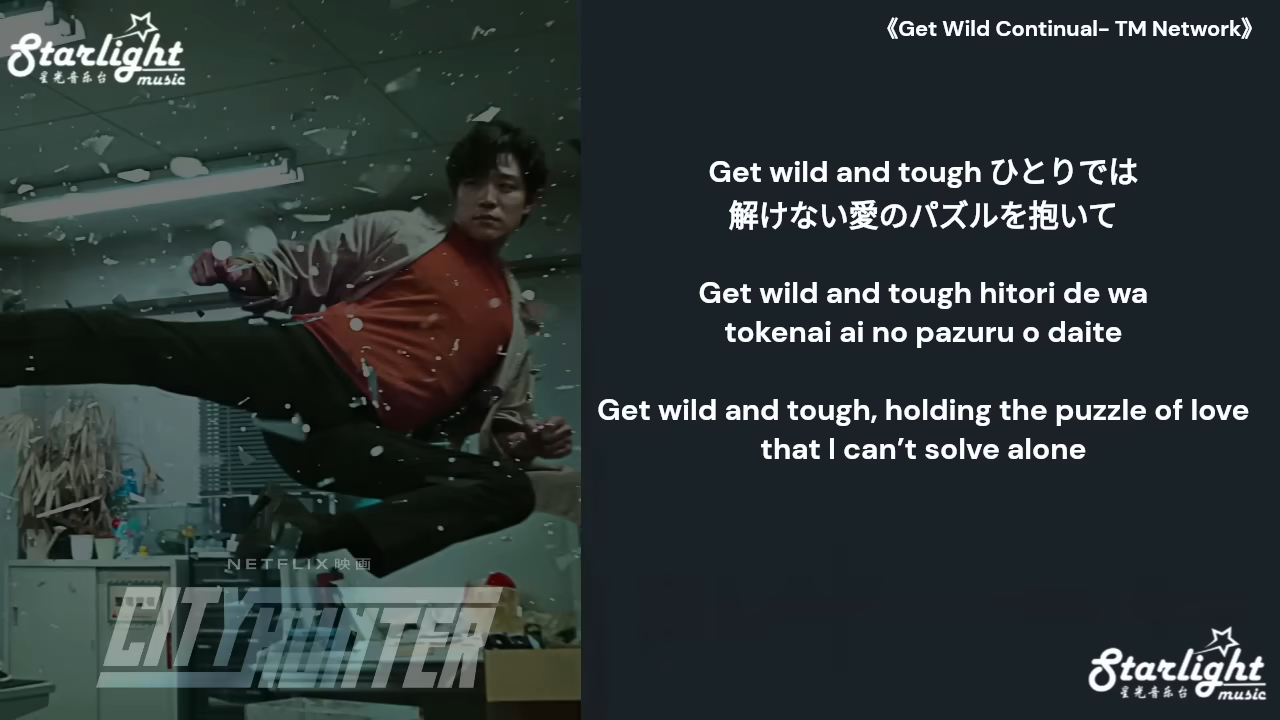 Starlight
星光音乐台 music
《Get Wild Continual- TM Network》
Get wild and tough ひとりでは
解けない愛のパズルを抱いて
Get wild and tough hitori de wa
tokenai ai no pazuru o daite
Get wild and tough, holding the puzzle of love
that I can’t solve alone
NETFLIX映画
CITY HUNTER
Starlight
星光音乐台 music